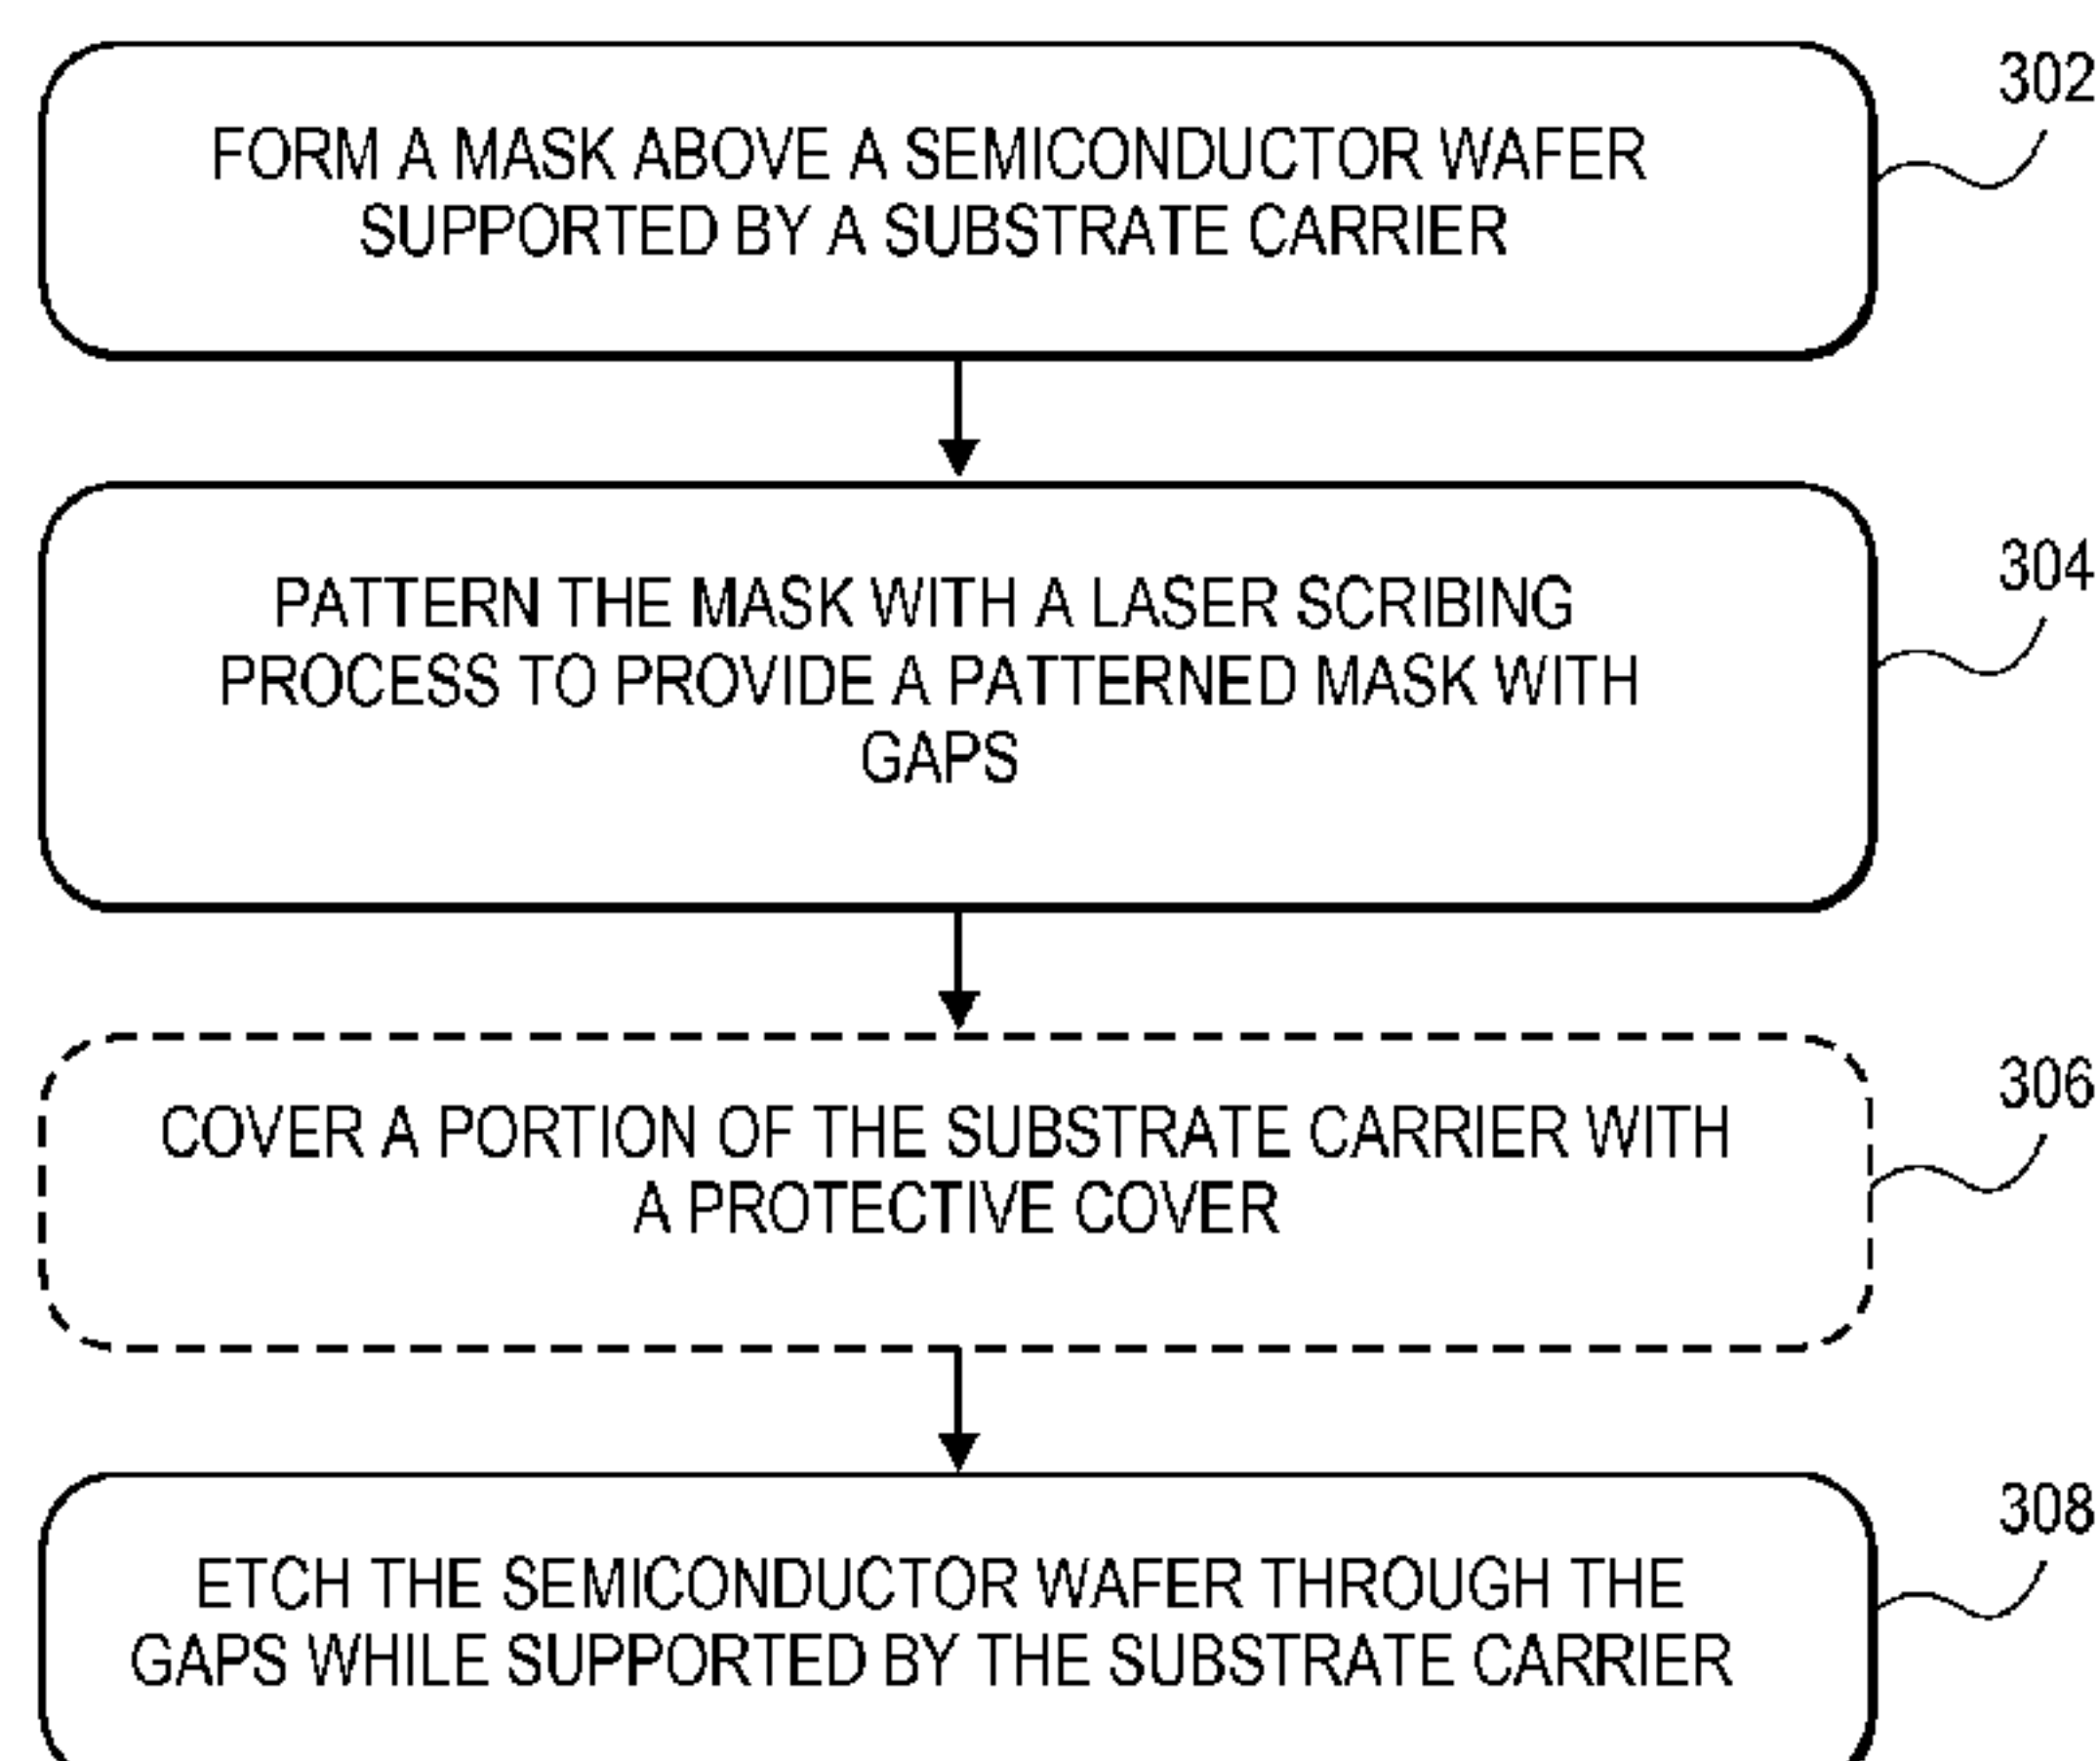 302
FORM A MASK ABOVE A SEMICONDUCTOR WAFER
SUPPORTED BY A SUBSTRATE CARRIER
304
PATTERN THE MASK WITH A LASER SCRIBING
PROCESS TO PROVIDE A PATTERNED MASK WITH
GAPS
306
COVER A PORTION OF THE SUBSTRATE CARRIER WITH
A PROTECTIVE COVER
308
ETCH THE SEMICONDUCTOR WAFER THROUGH THE
GAPS WHILE SUPPORTED BY THE SUBSTRATE CARRIER